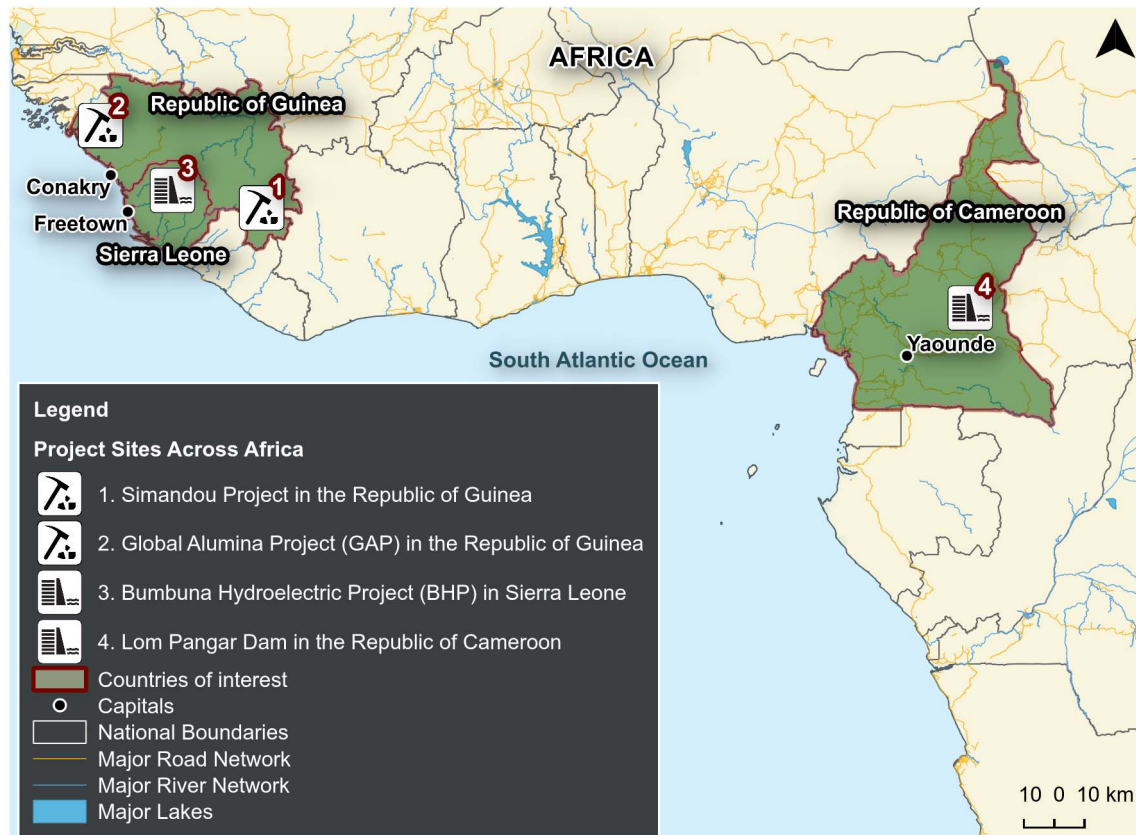 AFRICA
2
Republic of Guinea
3
1
Conakry
Freetown
Sierra Leone
Republic of Cameroon
4
Yaounde
South Atlantic Ocean
Legend
Project Sites Across Africa
1. Simandou Project in the Republic of Guinea
2. Global Alumina Project (GAP) in the Republic of Guinea
3. Bumbuna Hydroelectric Project (BHP) in Sierra Leone
4. Lom Pangar Dam in the Republic of Cameroon
Countries of interest
Capitals
National Boundaries
Major Road Network
Major River Network
Major Lakes
10 0 10 km